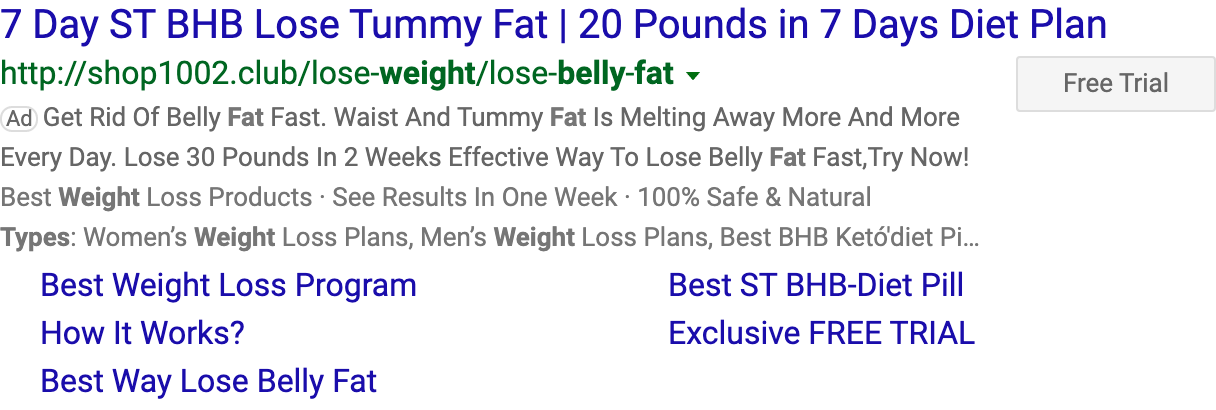 7 Day ST BHB Lose Tummy Fat | 20 Pounds in 7 Days Diet Plan
http://shop1002.club/lose-weight/lose-belly-fat
Free Trial
Ad Get Rid Of Belly Fat Fast. Waist And Tummy Fat Is Melting Away More And More
Every Day. Lose 30 Pounds In 2 Weeks Effective Way To Lose Belly Fat Fast,Try Now!
Best Weight Loss Products · See Results In One Week · 100% Safe & Natural
Types: Women’s Weight Loss Plans, Men’s Weight Loss Plans, Best BHB Ketó'diet Pi...
Best Weight Loss Program
Best ST BHB-Diet Pill
How It Works?
Exclusive FREE TRIAL
Best Way Lose Belly Fat